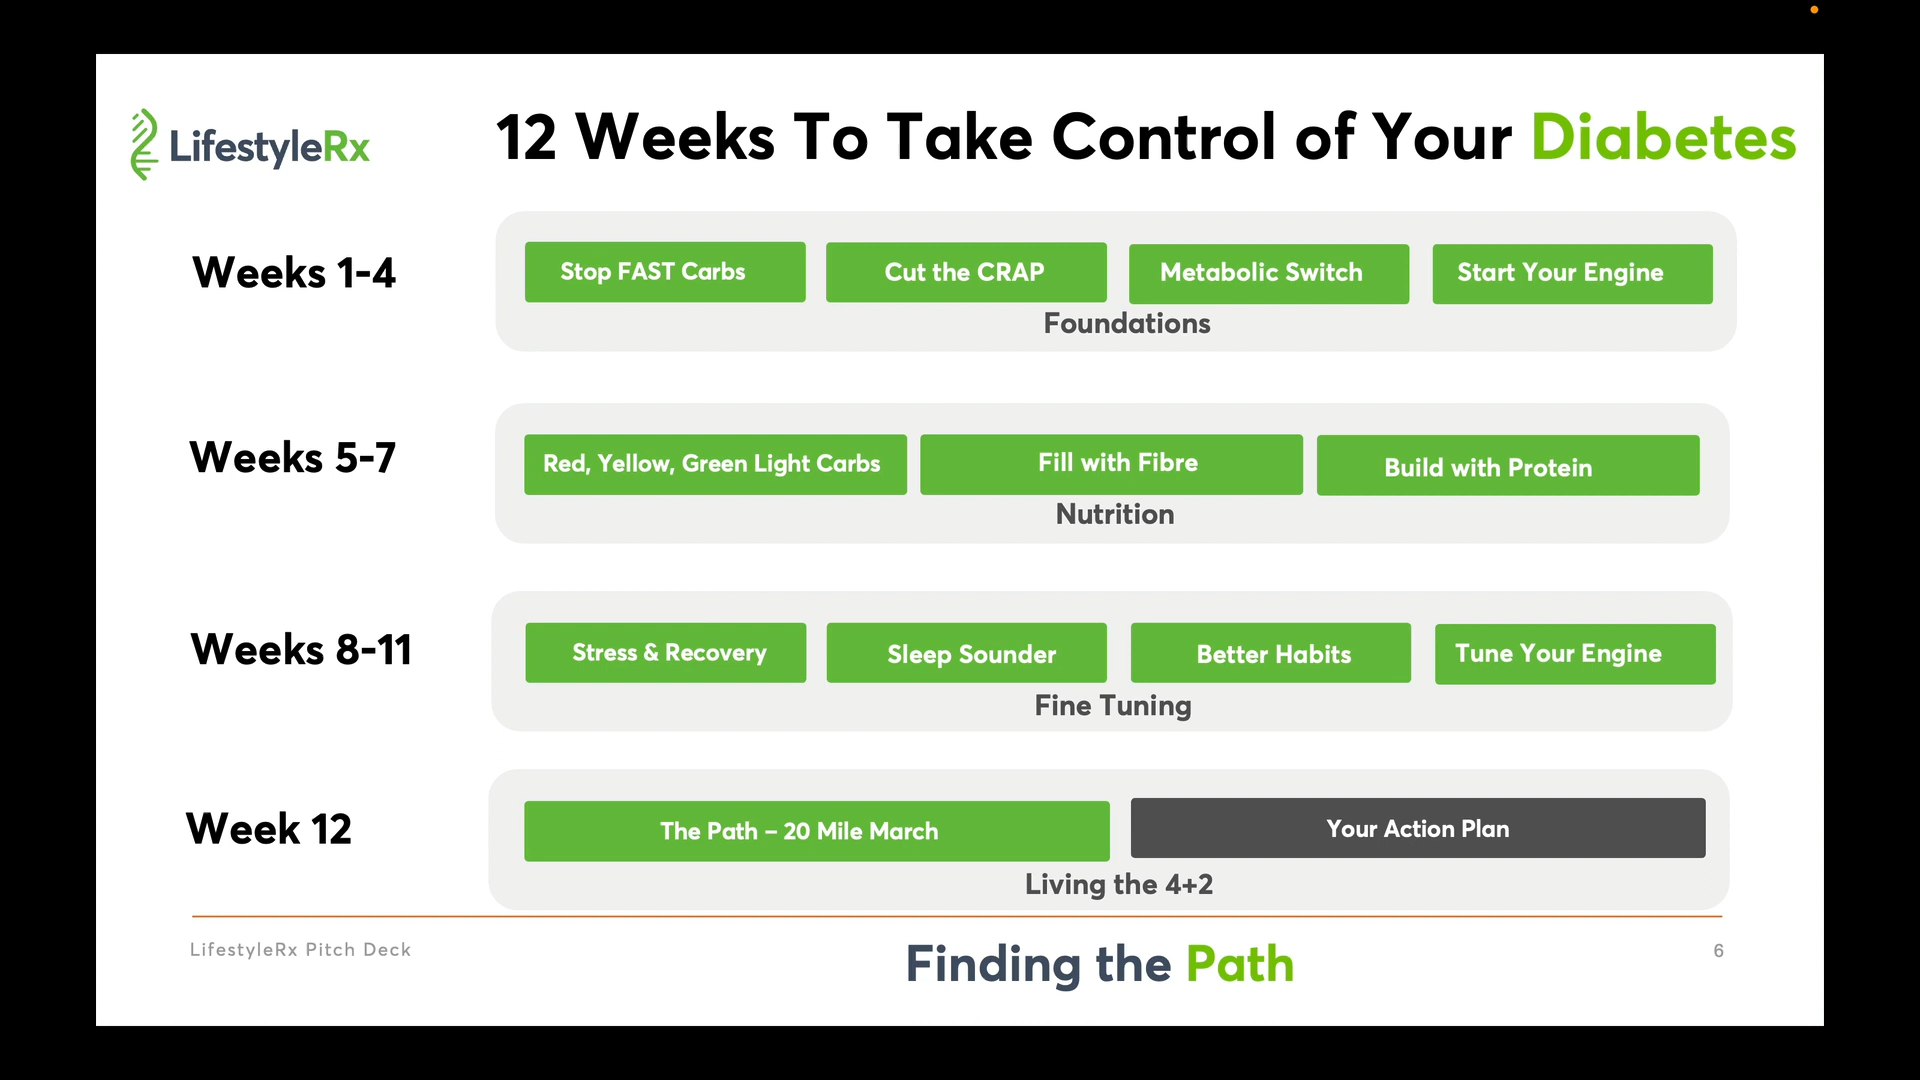 LifestyleRx
12 Weeks To Take Control of Your Diabetes
Weeks 1-4
Stop FAST Carbs
Cut the CRAP
Metabolic Switch
Start Your Engine
Foundations
Weeks 5-7
Red, Yellow, Green Light Carbs
Fill with Fibre
Build with Protein
Nutrition
Weeks 8-11
Stress & Recovery
Sleep Sounder
Better Habits
Tune Your Engine
Fine Tuning
Week 12
The Path – 20 Mile March
Your Action Plan
Living the 4+2
LifestyleRx Pitch Deck
Finding the Path
6